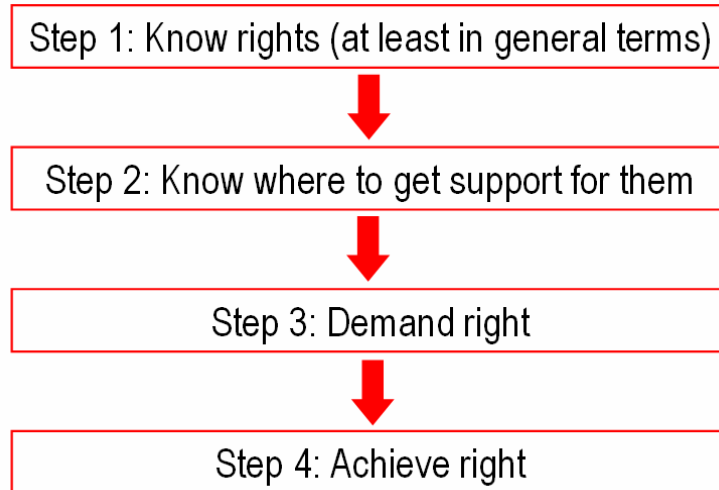 Step 1: Know rights (at least in general terms)
Step 2: Know where to get support for them
Step 3: Demand right
Step 4: Achieve right